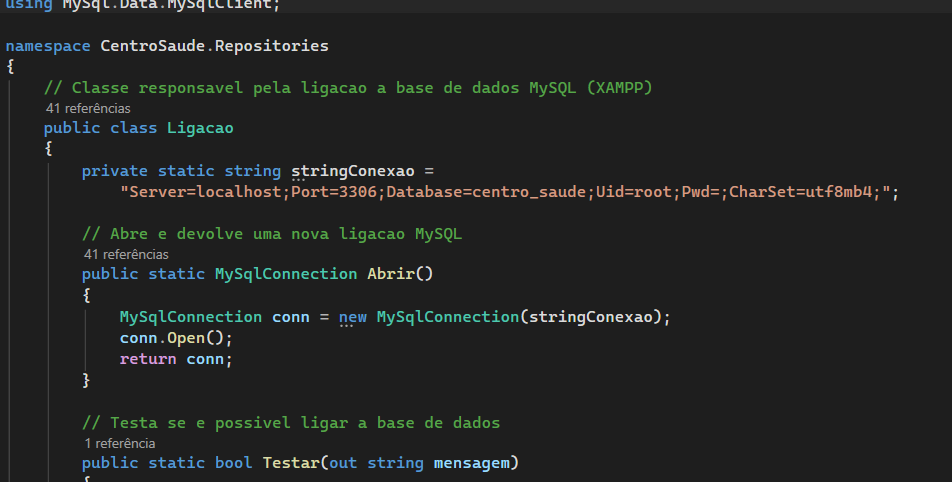 using MySql.Data.MySqlClient;
namespace CentroSaude.Repositories
{
// Classe responsavel pela ligacao a base de dados MySQL (XAMPP)
41 referências
public class Ligacao
{
private static string stringConexao =
"Server=localhost;Port=3306;Database=centro_saude;Uid=root;Pwd=;CharSet=utf8mb4;";
// Abre e devolve uma nova ligacao MySQL
41 referências
public static MySqlConnection Abrir()
{
MySqlConnection conn = new MySqlConnection(stringConexao);
conn.Open();
return conn;
}
// Testa se e possivel ligar a base de dados
1 referência
public static bool Testar(out string mensagem)
{